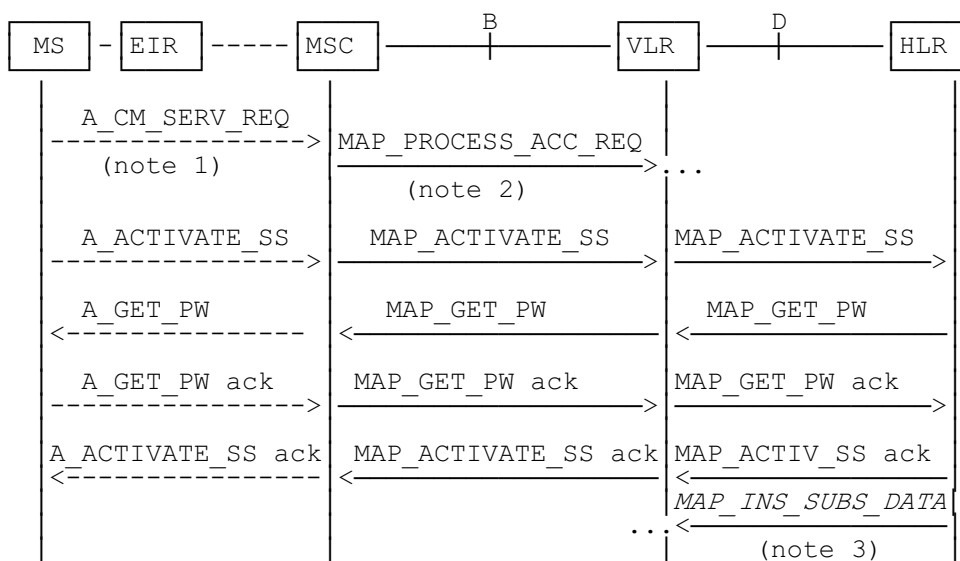 B D
MS EIR MSC VLR HLR
A_CM_SERV_REQ
MAP_PROCESS_ACC_REQ
(note 1)
...
(note 2)
A_ACTIVATE_SS MAP_ACTIVATE_SS MAP_ACTIVATE_SS
A_GET_PW MAP_GET_PW MAP_GET_PW
A_GET_PW ack MAP_GET_PW ack MAP_GET_PW ack
A_ACTIVATE_SS ack MAP_ACTIVATE_SS ack MAP_ACTIV_SS ack
MAP_INS_SUBS_DATA
...
(note 3)